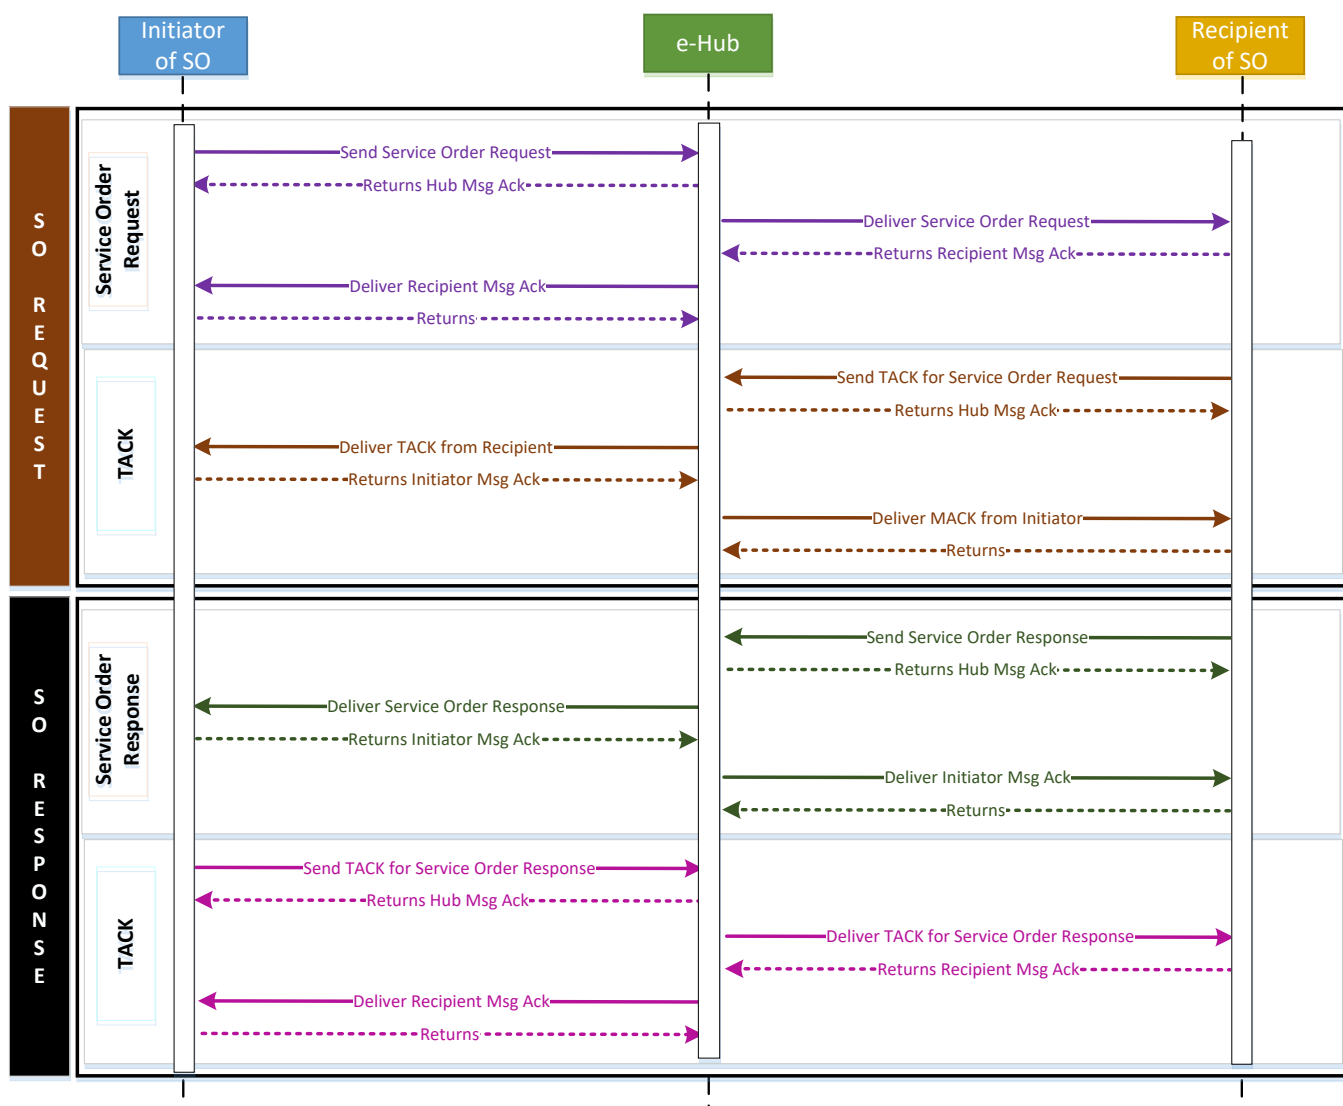 Initiator
of SO
e-Hub
Recipient
of SO
SO REQUEST
Service Order
Request
Send Service Order Request
Returns Hub Msg Ack
Deliver Service Order Request
Returns Recipient Msg Ack
Deliver Recipient Msg Ack
Returns
TACK
Send TACK for Service Order Request
Returns Hub Msg Ack
Deliver TACK from Recipient
Returns Initiator Msg Ack
Deliver MACK from Initiator
Returns
SO RESPONSE
Service Order
Response
Send Service Order Response
Returns Hub Msg Ack
Deliver Service Order Response
Returns Initiator Msg Ack
Deliver Initiator Msg Ack
Returns
TACK
Send TACK for Service Order Response
Returns Hub Msg Ack
Deliver TACK for Service Order Response
Returns Recipient Msg Ack
Deliver Recipient Msg Ack
Returns